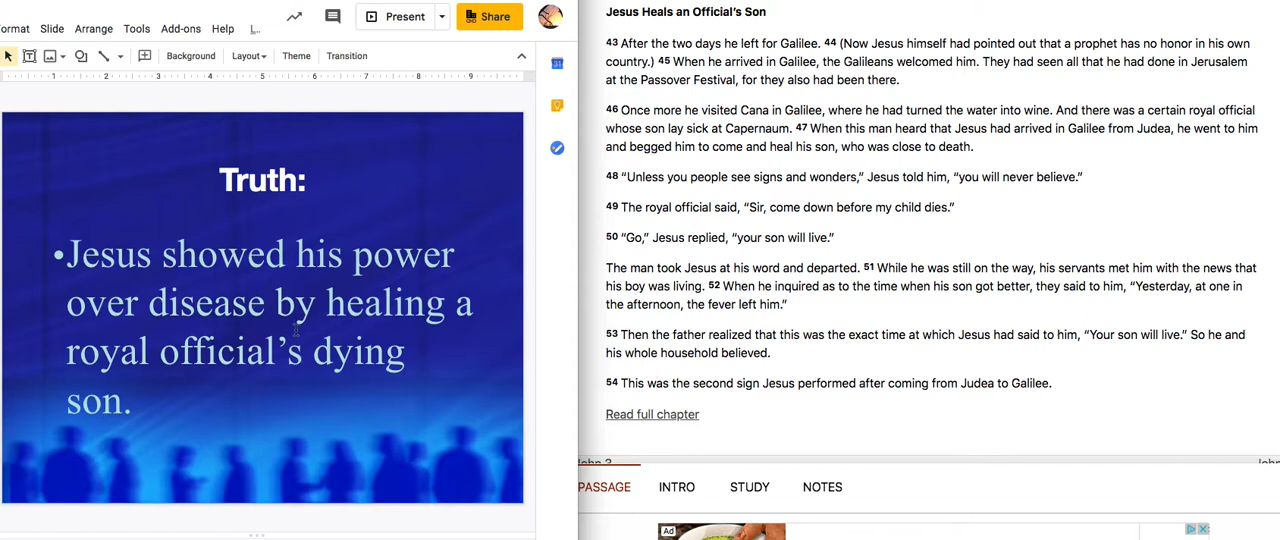 ormat Slide Arrange Tools Add-ons Help
Present
Share
Background Layout Theme Transition
1 2 3 4 5 6 7 8 9
Truth:
•Jesus showed his power
over disease by healing a
royal official’s dying
son.
Jesus Heals an Official’s Son
43 After the two days he left for Galilee. 44 (Now Jesus himself had pointed out that a prophet has no honor in his own
country.) 45 When he arrived in Galilee, the Galileans welcomed him. They had seen all that he had done in Jerusalem
at the Passover Festival, for they also had been there.
46 Once more he visited Cana in Galilee, where he had turned the water into wine. And there was a certain royal official
whose son lay sick at Capernaum. 47 When this man heard that Jesus had arrived in Galilee from Judea, he went to him
and begged him to come and heal his son, who was close to death.
48 “Unless you people see signs and wonders,” Jesus told him, “you will never believe.”
49 The royal official said, “Sir, come down before my child dies.”
50 “Go,” Jesus replied, “your son will live.”
The man took Jesus at his word and departed. 51 While he was still on the way, his servants met him with the news that
his boy was living. 52 When he inquired as to the time when his son got better, they said to him, “Yesterday, at one in
the afternoon, the fever left him.”
53 Then the father realized that this was the exact time at which Jesus had said to him, “Your son will live.” So he and
his whole household believed.
54 This was the second sign Jesus performed after coming from Judea to Galilee.
Read full chapter
PASSAGE INTRO STUDY NOTES
Ad